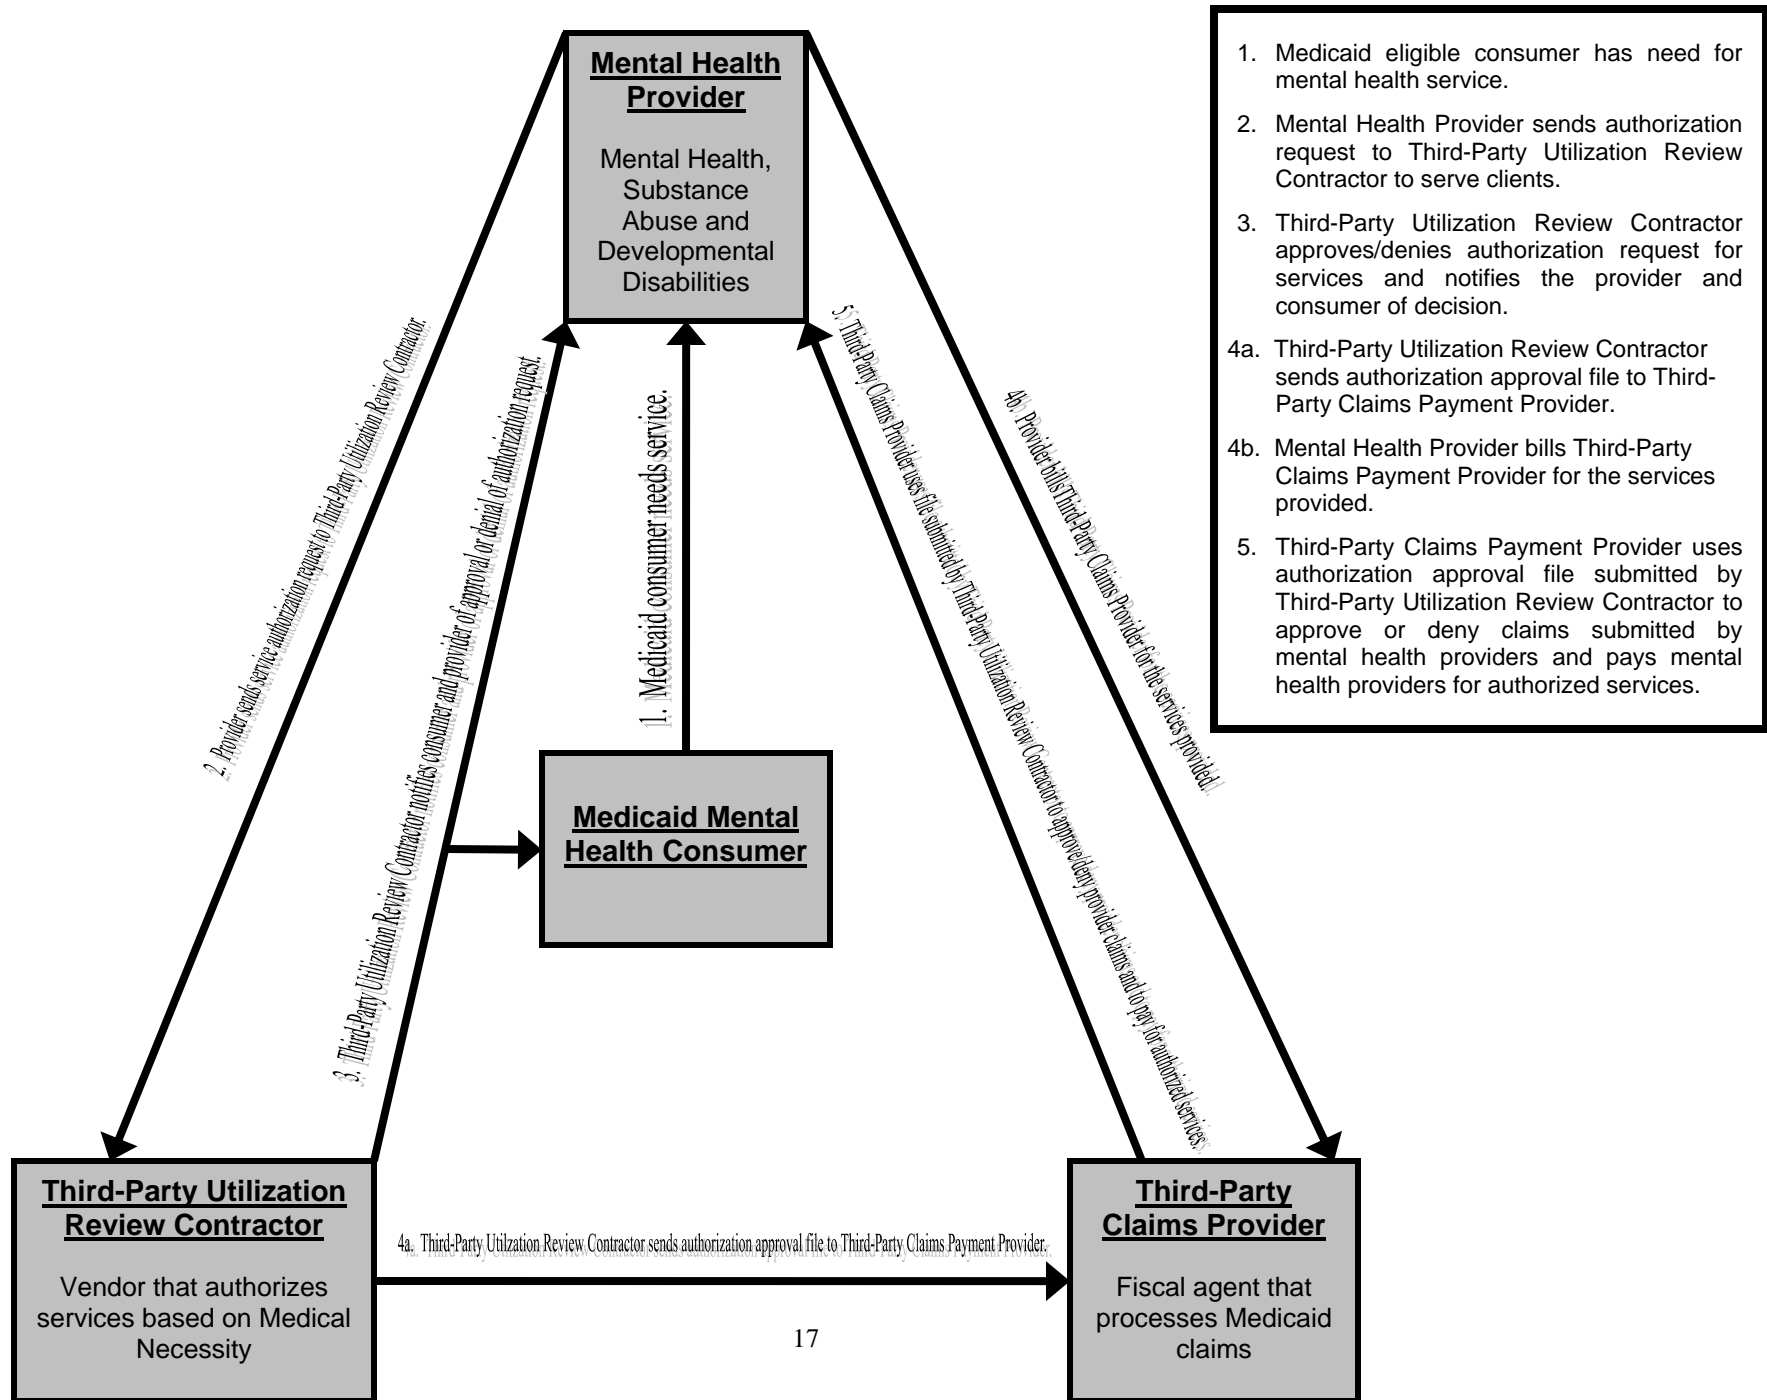 Mental Health
Provider
Mental Health,
Substance
Abuse and
Developmental
Disabilities
1. Medicaid eligible consumer has need for
mental health service.
2. Mental Health Provider sends authorization
request to Third-Party Utilization Review
Contractor to serve clients.
3. Third-Party Utilization Review Contractor
approves/denies authorization request for
services and notifies the provider and
consumer of decision.
4a. Third-Party Utilization Review Contractor
sends authorization approval file to Third-
Party Claims Payment Provider.
4b. Mental Health Provider bills Third-Party
Claims Payment Provider for the services
provided.
5. Third-Party Claims Payment Provider uses
authorization approval file submitted by
Third-Party Utilization Review Contractor to
approve or deny claims submitted by
mental health providers and pays mental
health providers for authorized services.
2. Provider sends service authorization request to Third-Party Utilization Review Contractor.
3. Third-Party Utilization Review Contractor notifies consumer and provider of approval or denial of authorization request.
1. Medicaid consumer needs service.
5. Third-Party Claims Provider uses file submitted by Third-Party Utilization Review Contractor to approve/deny provider claims and to pay for authorized services.
4b. Provider bills Third-Party Claims Provider for the services provided.
Medicaid Mental
Health Consumer
Third-Party Utilization
Review Contractor
Vendor that authorizes
services based on Medical
Necessity
4a. Third-Party Utilzation Review Contractor sends authorization approval file to Third-Party Claims Payment Provider.
Third-Party
Claims Provider
Fiscal agent that
processes Medicaid
claims
17